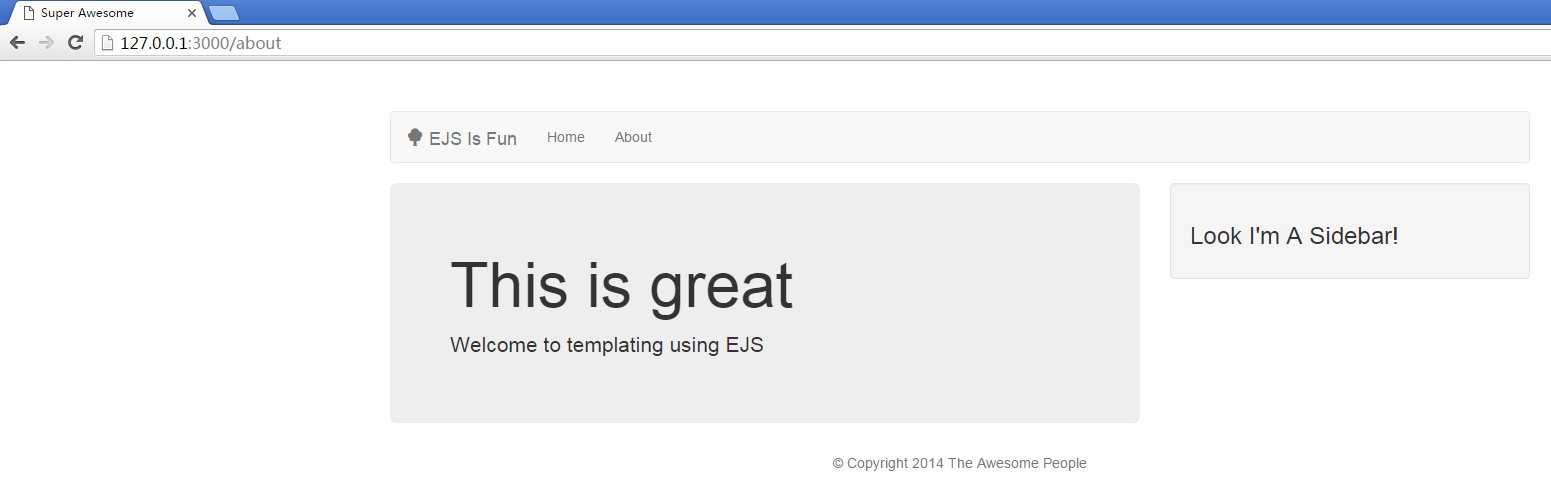 Super Awesome
127.0.0.1:3000/about
EJS Is Fun Home About
This is great
Welcome to templating using EJS
Look I'm A Sidebar!
© Copyright 2014 The Awesome People